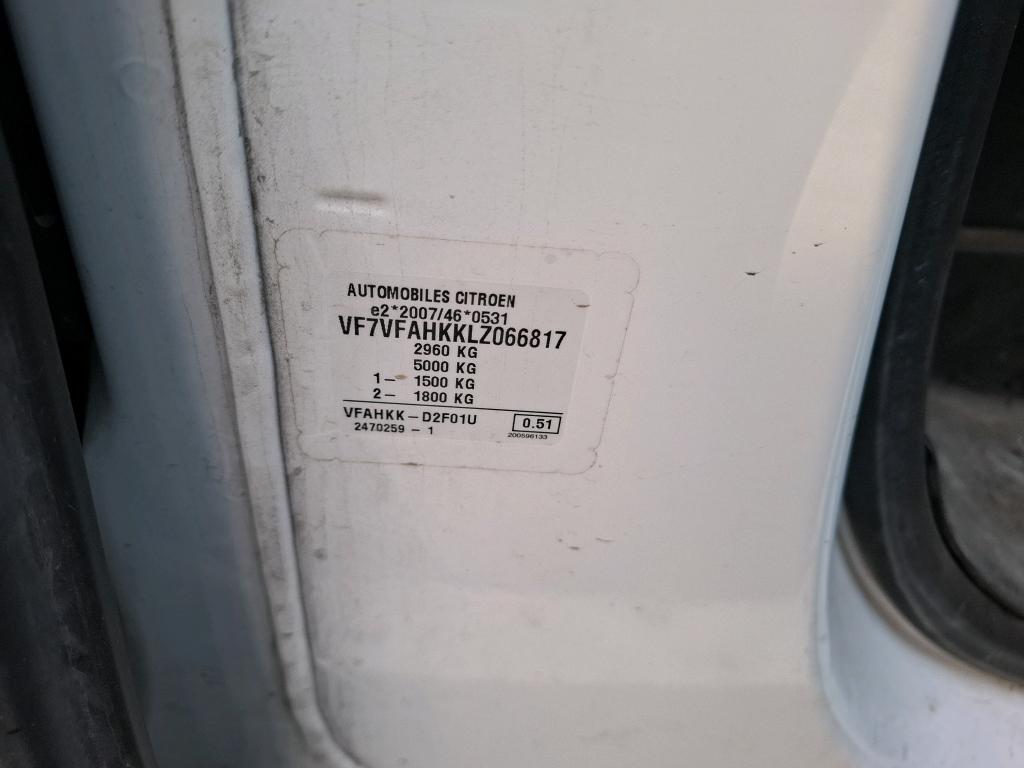 AUTOMOBILES CITROEN
e2*2007/46*0531
VF7VFAHKKLZ066817
2960 KG
5000 KG
1- 1500 KG
2- 1800 KG
VFAHKK-D2F01U 0.51
2470259-1 200596133